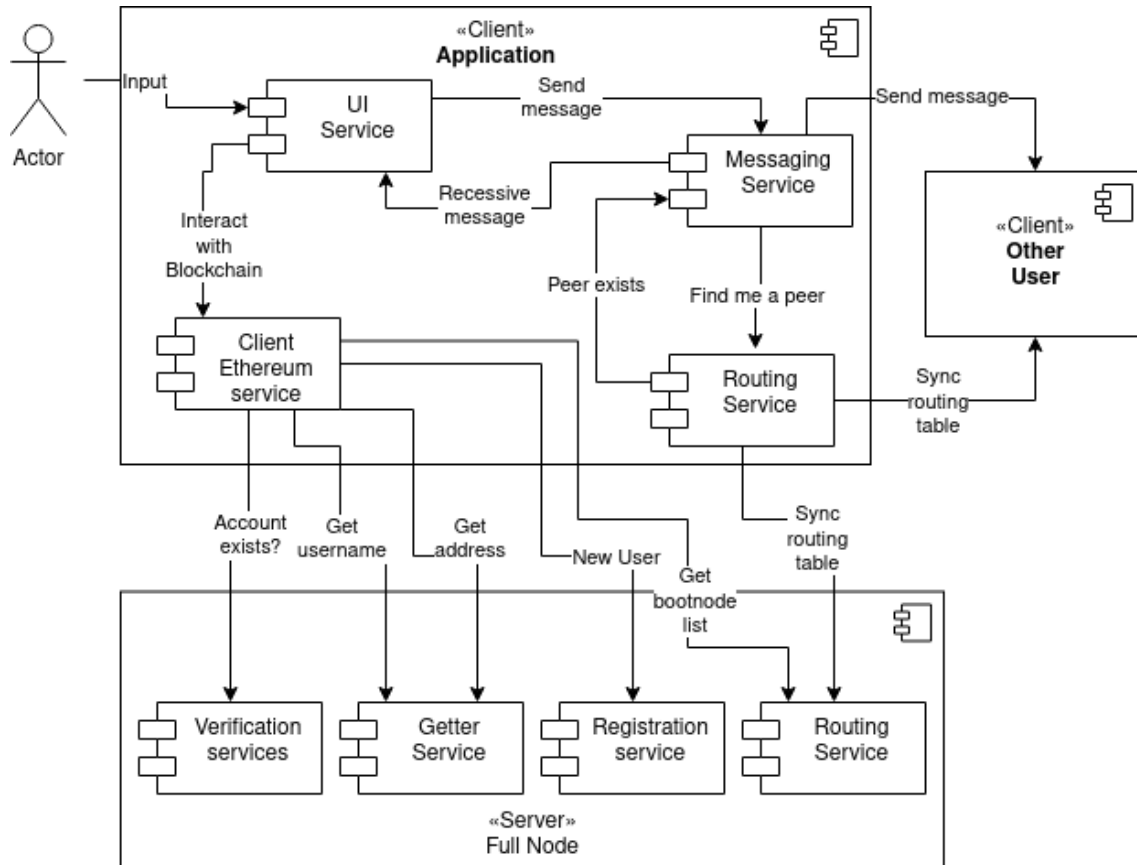 «Client»
Application
Actor
Input
UI
Service
Send
message
Send message
Messaging
Service
Recessive
message
Interact
with
Blockchain
«Client»
Other
User
Peer exists
Find me a peer
Client
Ethereum
service
Routing
Service
Sync
routing
table
Account
exists?
Get
username
Get
address
New User
Get
bootnode
list
Sync
routing
table
Verification
services
Getter
Service
Registration
service
Routing
Service
«Server»
Full Node